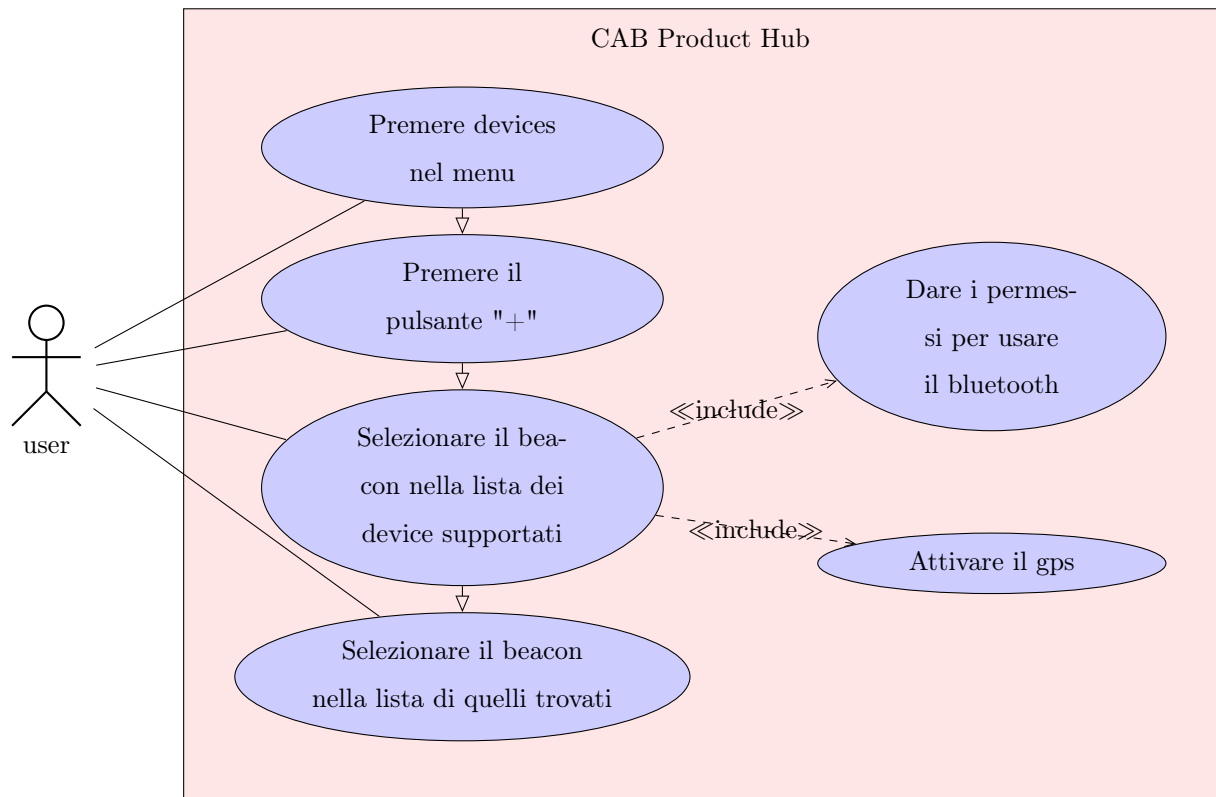 CAB Product Hub
Premere devices
nel menu
Premere il
pulsante "+"
Dare i permes-
si per usare
il bluetooth
≪include≫
user
Selezionare il bea-
con nella lista dei
device supportati
≪include≫
Attivare il gps
Selezionare il beacon
nella lista di quelli trovati